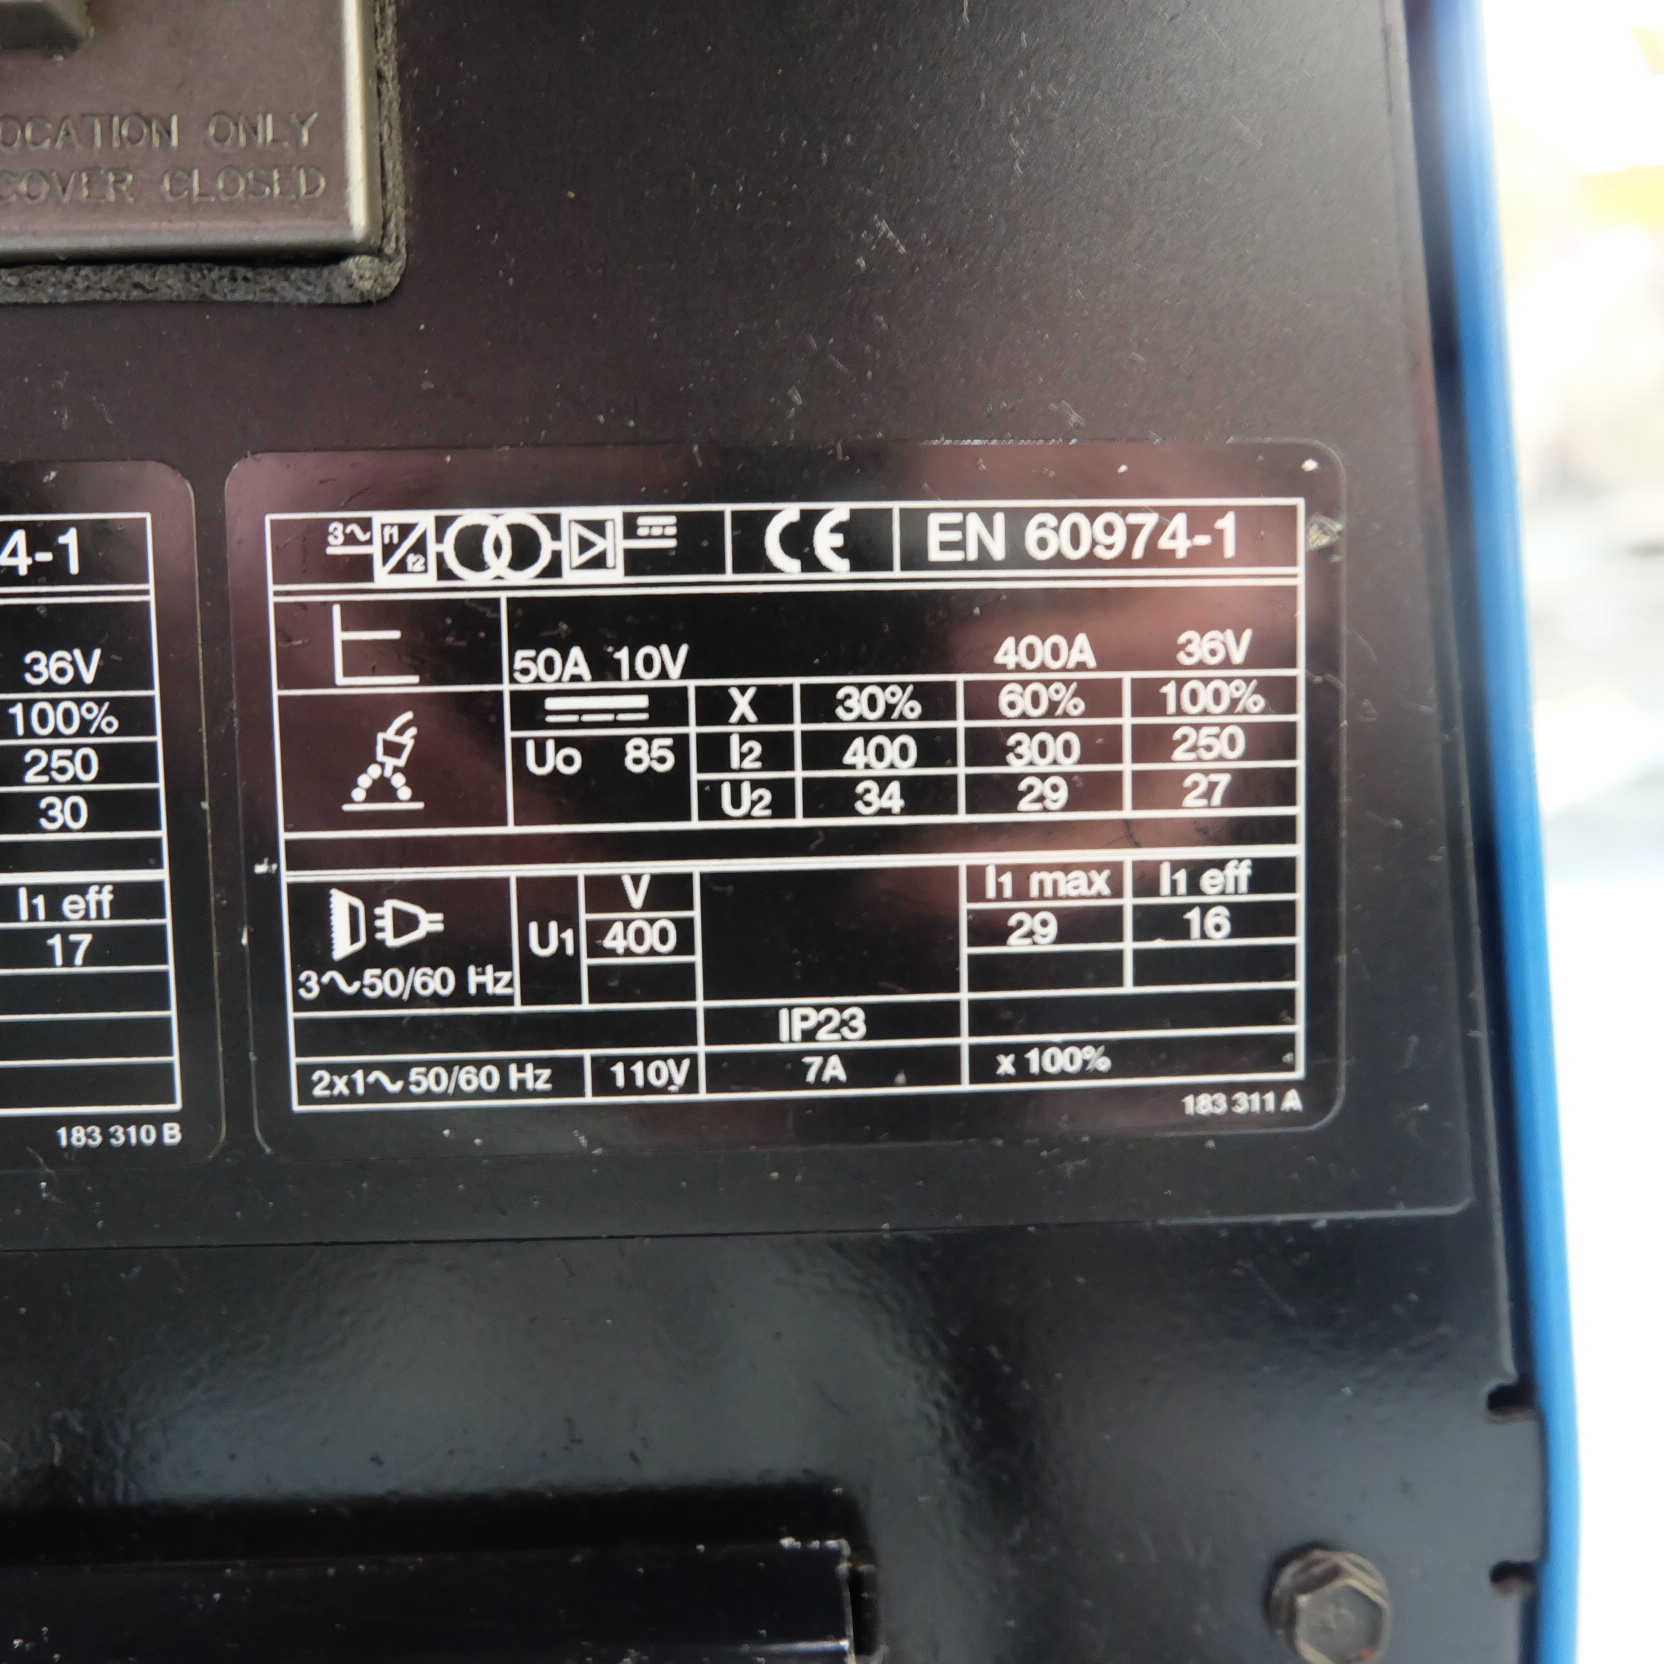 OCATION ONLY
COVER CLOSED
4-1
36V
100%
250
30
I1 eff
17
183 310 B
3~ f1 f2 CE EN 60974-1
50A 10V 400A 36V
X 30% 60% 100%
U0 85 I2 400 300 250
U2 34 29 27
V I1 max I1 eff
U1 400 29 16
3~50/60 Hz
IP23
2x1~50/60 Hz 110V 7A x 100%
183 311 A